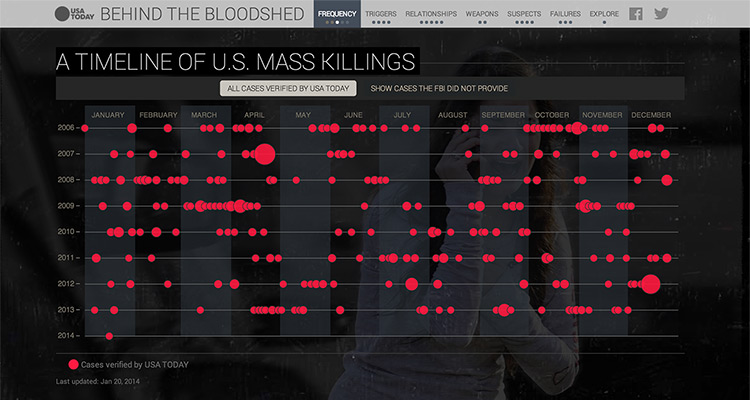 USA TODAY
BEHIND THE BLOODSHED
FREQUENCY TRIGGERS RELATIONSHIPS WEAPONS SUSPECTS FAILURES EXPLORE
A TIMELINE OF U.S. MASS KILLINGS
ALL CASES VERIFIED BY USA TODAY SHOW CASES THE FBI DID NOT PROVIDE
JANUARY FEBRUARY MARCH APRIL MAY JUNE JULY AUGUST SEPTEMBER OCTOBER NOVEMBER DECEMBER
2006
2007
2008
2009
2010
2011
2012
2013
2014
Cases verified by USA TODAY
Last updated: Jan 20, 2014